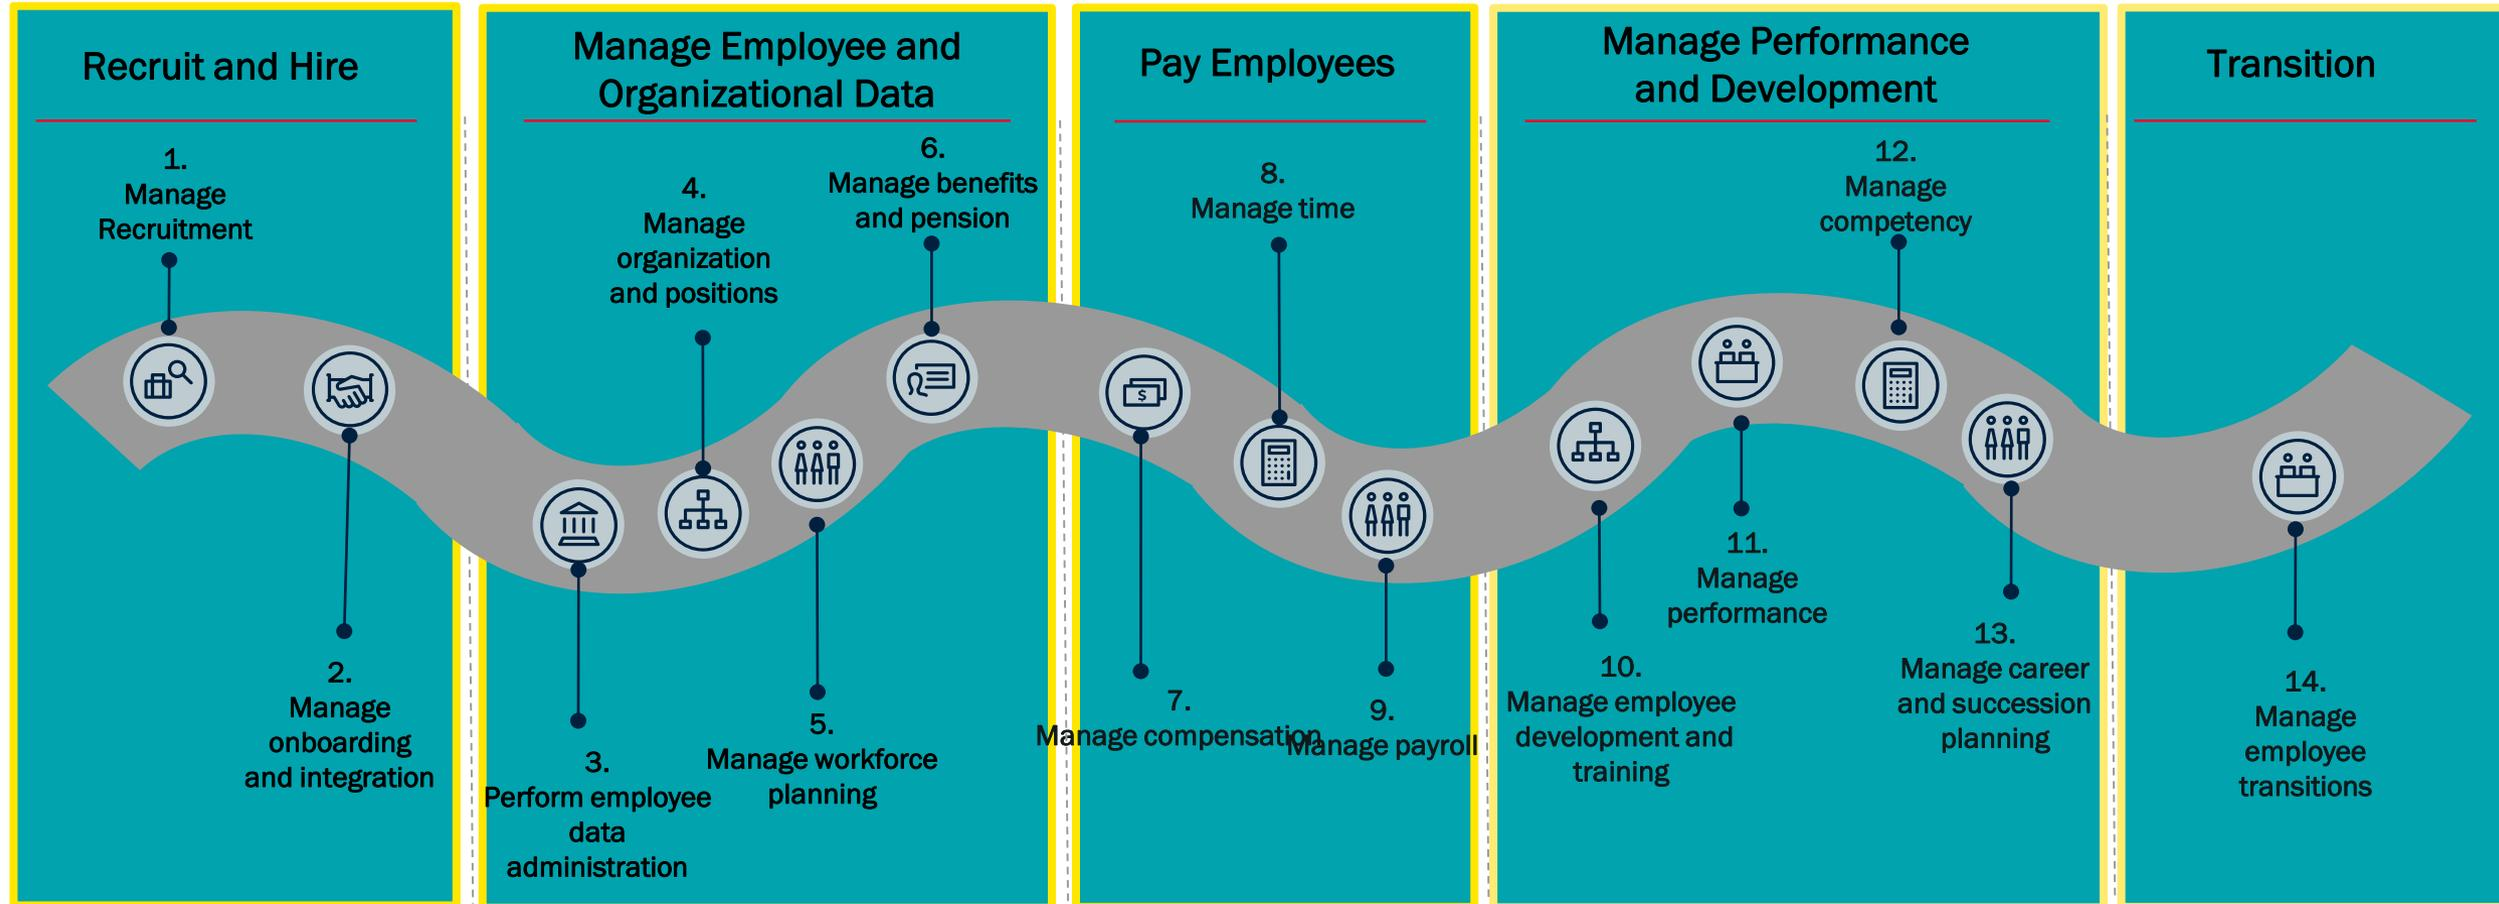 Recruit and Hire
1.
Manage
Recruitment
2.
Manage
onboarding
and integration
Manage Employee and
Organizational Data
3.
Perform employee
data
administration
4.
Manage
organization
and positions
5.
Manage workforce
planning
6.
Manage benefits
and pension
Pay Employees
7.
Manage compensation
8.
Manage time
9.
Manage payroll
$
Manage Performance
and Development
10.
Manage employee
development and
training
11.
Manage
performance
12.
Manage
competency
13.
Manage career
and succession
planning
Transition
14.
Manage
employee
transitions